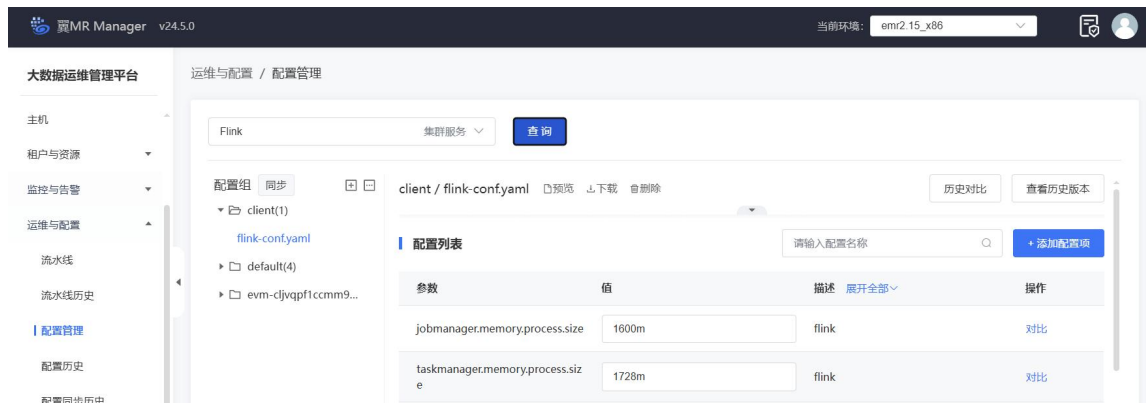 翼MR Manager v24.5.0
当前环境: emr2.15_x86
大数据运维管理平台
运维与配置 / 配置管理
主机
租户与资源
监控与告警
运维与配置
流水线
流水线历史
配置管理
配置历史
配置同步历史
Flink 集群服务 查询
配置组 同步
client(1)
flink-conf.yaml
default(4)
evm-cljvqpf1ccmm9...
client / flink-conf.yaml 预览 下载 删除 历史对比 查看历史版本
配置列表 请输入配置名称 + 添加配置项
参数 值 描述 展开全部 操作
jobmanager.memory.process.size 1600m flink 对比
taskmanager.memory.process.siz
e 1728m flink 对比